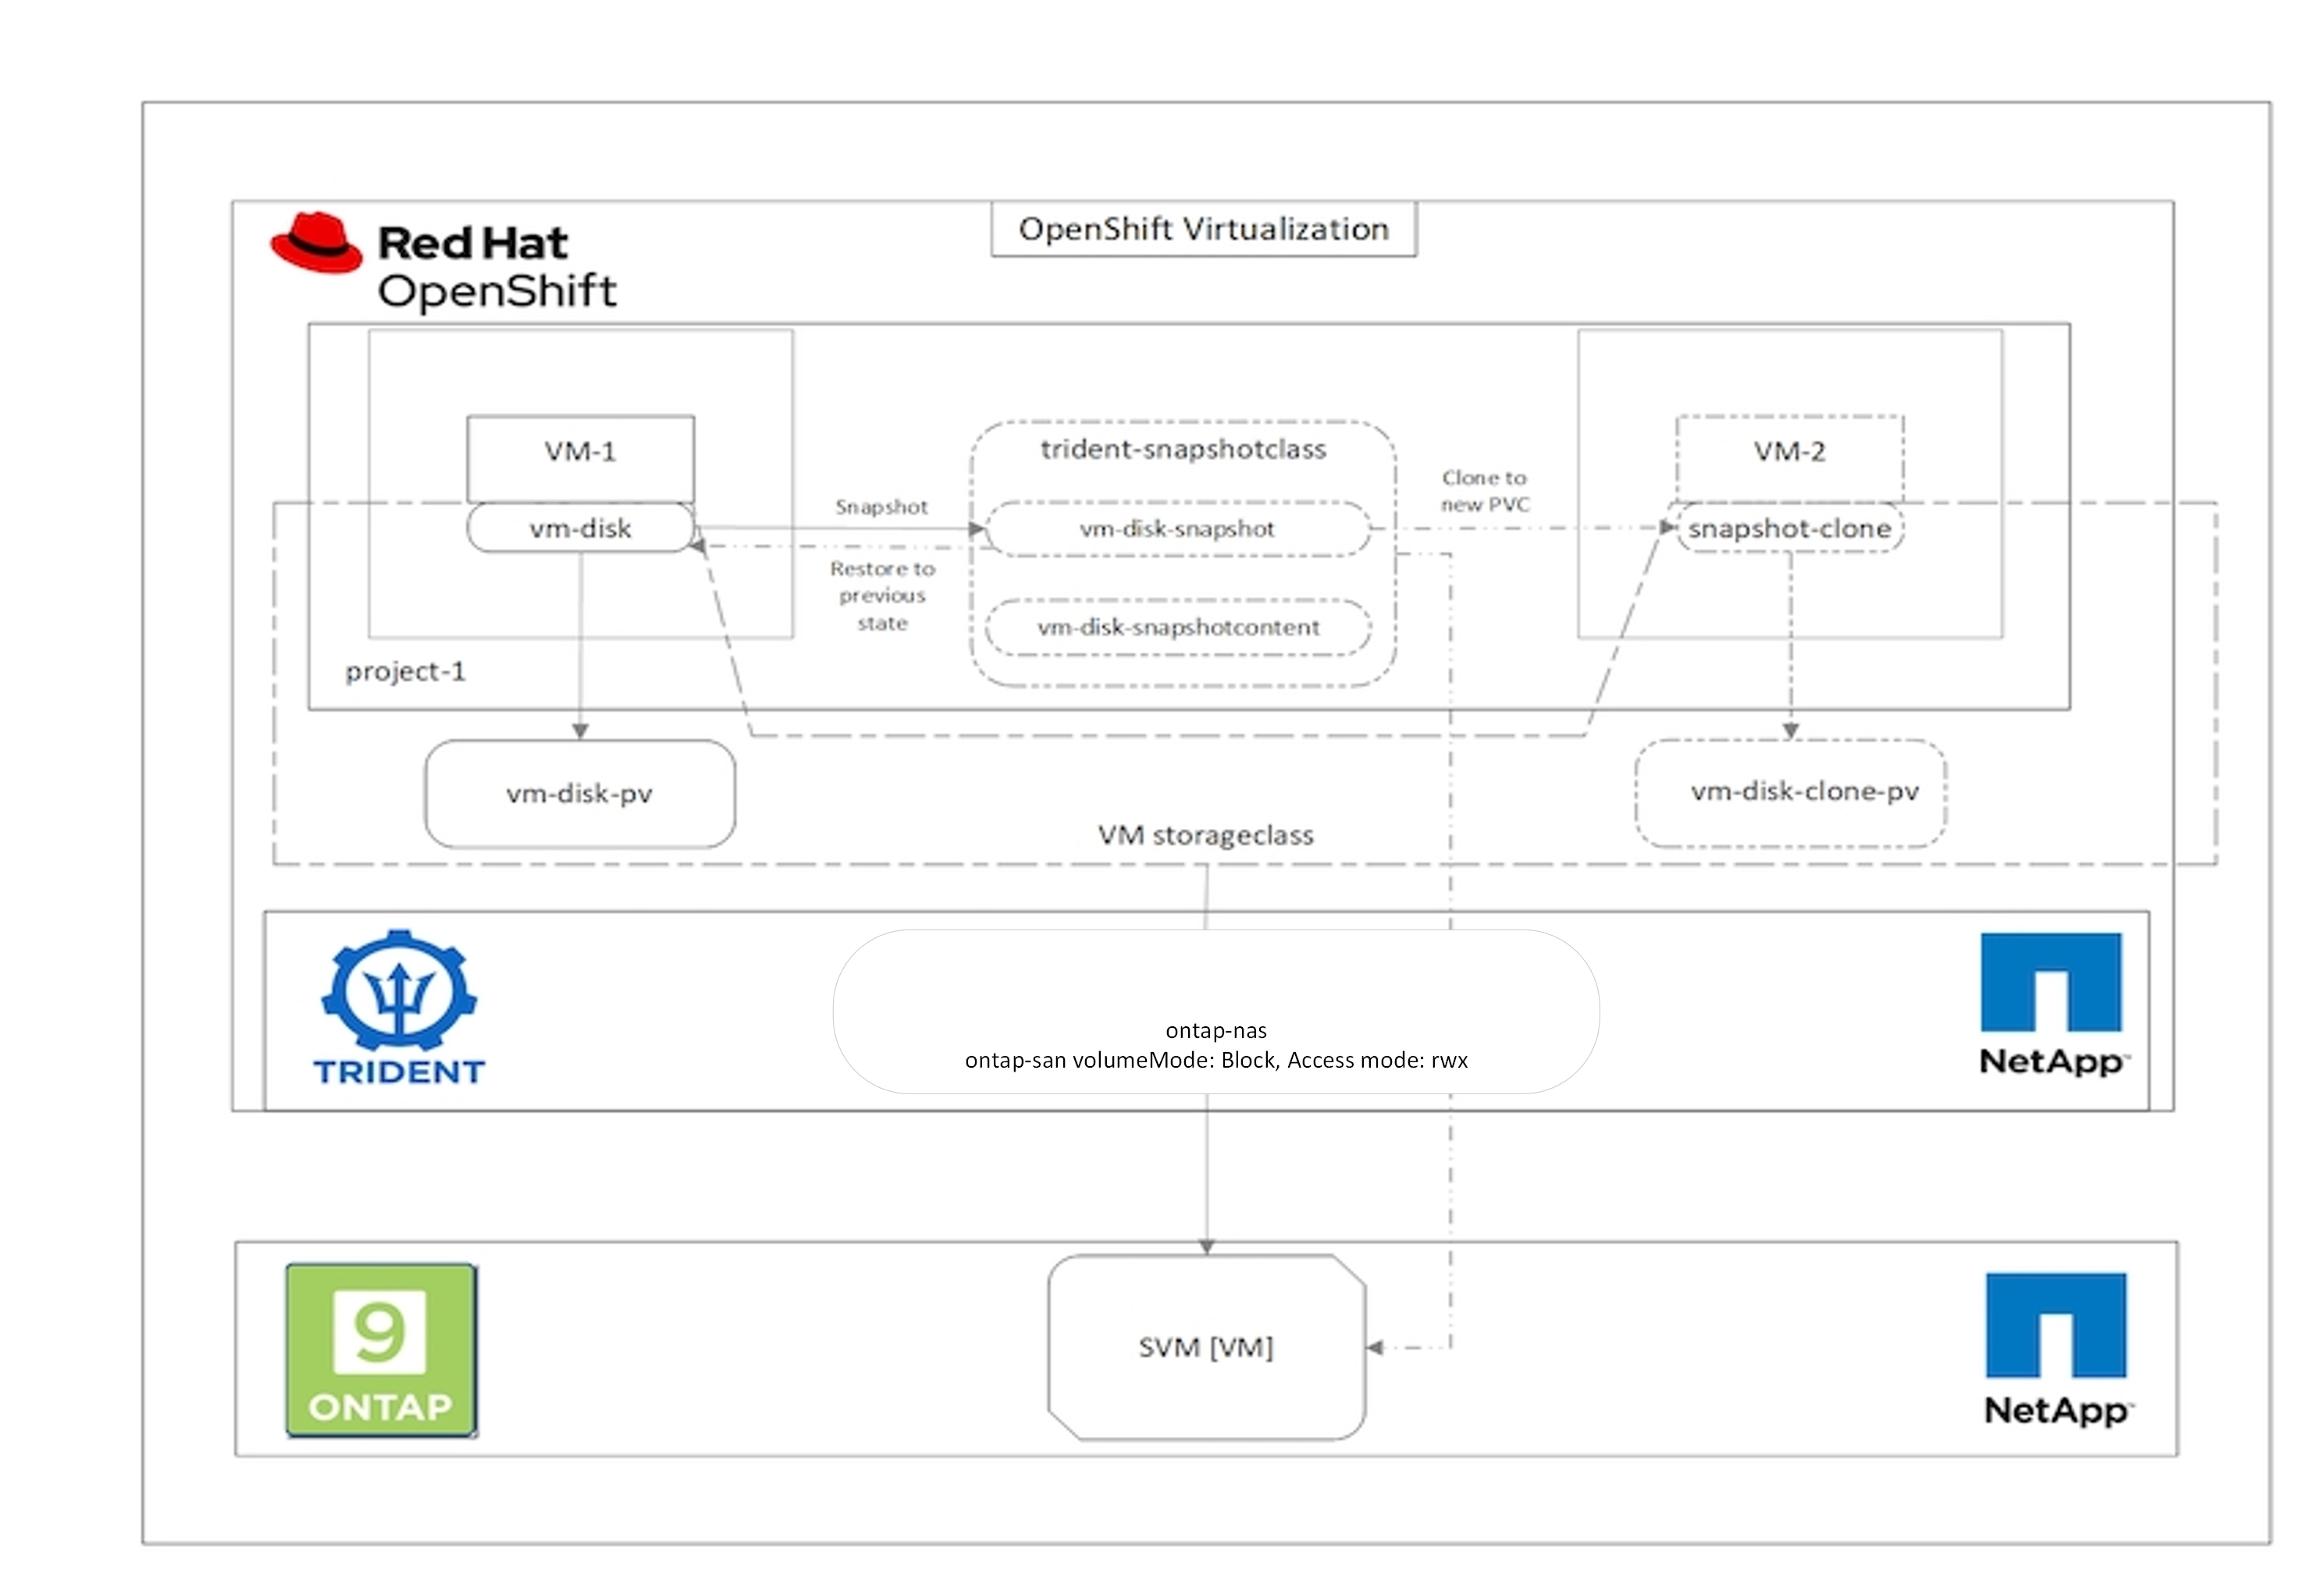 Red Hat
OpenShift
OpenShift Virtualization
VM-1
vm-disk
Snapshot
Restore to
previous
state
trident-snapshotclass
vm-disk-snapshot
vm-disk-snapshotcontent
Clone to
new PVC
VM-2
snapshot-clone
project-1
vm-disk-pv
vm-disk-clone-pv
VM storageclass
TRIDENT
ontap-nas
ontap-san volumeMode: Block, Access mode: rwx
NetApp™
9
ONTAP
SVM [VM]
NetApp™